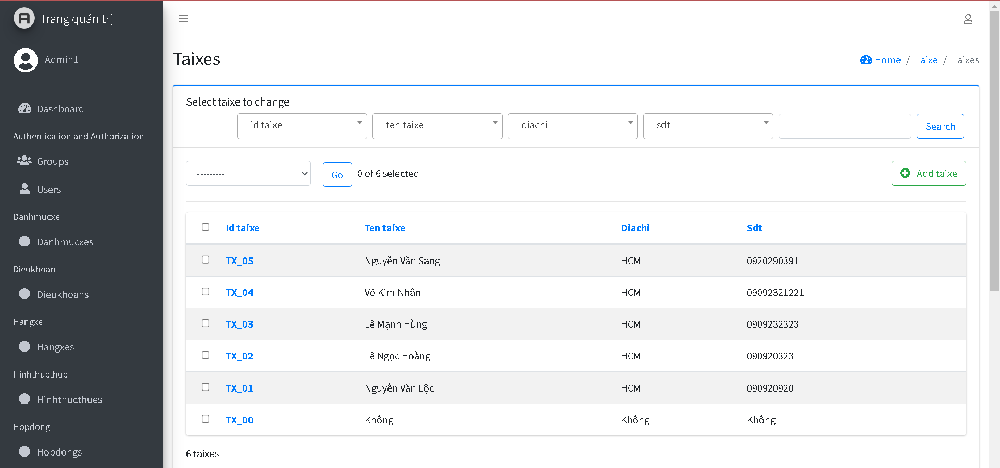 Trang quản trị
Admin1
Dashboard
Authentication and Authorization
Groups
Users
Danhmucxe
Danhmucxes
Dieukhoan
Dieukhoans
Hangxe
Hangxes
Hinhthucthue
Hinhthucthues
Hopdong
Hopdongs
Taixes
Home / Taixe / Taixes
Select taixe to change
id taixe ten taixe diachi sdt Search
--------- Go 0 of 6 selected Add taixe
Id taixe Ten taixe Diachi Sdt
TX_05 Nguyễn Văn Sang HCM 0920290391
TX_04 Võ Kim Nhân HCM 09092321221
TX_03 Lê Mạnh Hùng HCM 0909232323
TX_02 Lê Ngọc Hoàng HCM 090920323
TX_01 Nguyễn Văn Lộc HCM 090920920
TX_00 Không Không Không
6 taixes